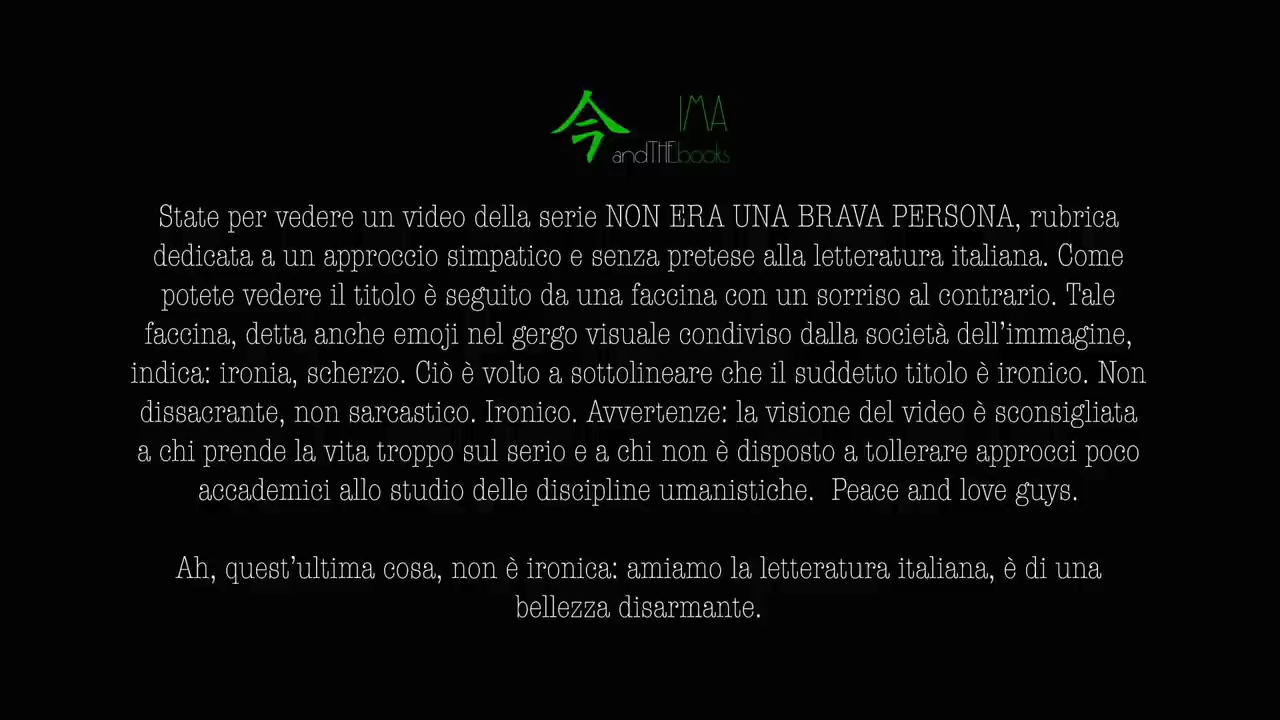 今 IMA
andTHEbooks
State per vedere un video della serie NON ERA UNA BRAVA PERSONA, rubrica
dedicata a un approccio simpatico e senza pretese alla letteratura italiana. Come
potete vedere il titolo è seguito da una faccina con un sorriso al contrario. Tale
faccina, detta anche emoji nel gergo visuale condiviso dalla società dell'immagine,
indica: ironia, scherzo. Ciò è volto a sottolineare che il suddetto titolo è ironico. Non
dissacrante, non sarcastico. Ironico. Avvertenze: la visione del video è sconsigliata
a chi prende la vita troppo sul serio e a chi non è disposto a tollerare approcci poco
accademici allo studio delle discipline umanistiche.  Peace and love guys.
Ah, quest'ultima cosa, non è ironica: amiamo la letteratura italiana, è di una
bellezza disarmante.